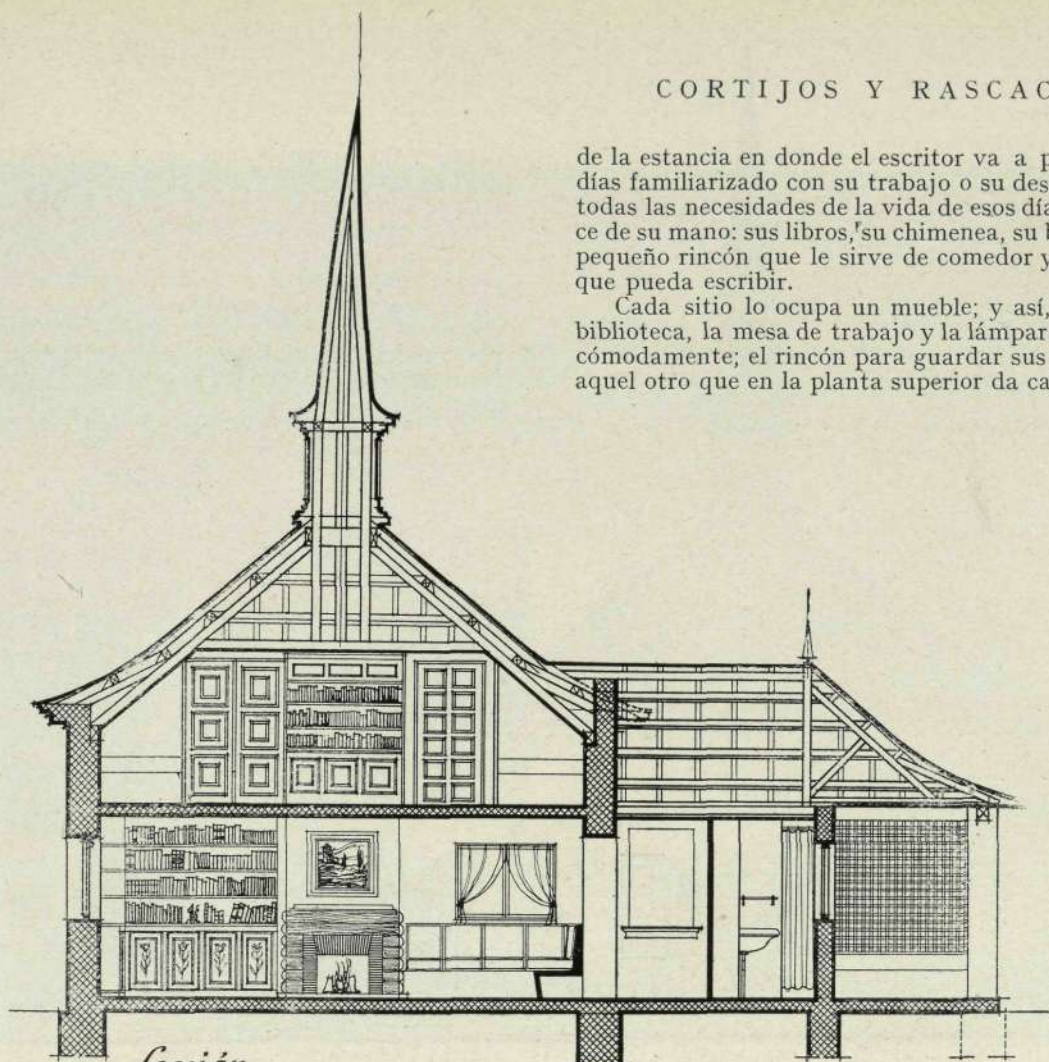 CORTIJOS Y RASCAC
de la estancia en donde el escritor va a p
días familiarizado con su trabajo o su des
todas las necesidades de la vida de esos día
ce de su mano: sus libros, su chimenea, su b
pequeño rincón que le sirve de comedor y
que pueda escribir.
Cada sitio lo ocupa un mueble; y así,
biblioteca, la mesa de trabajo y la lámpar
cómodamente; el rincón para guardar sus
aquel otro que en la planta superior da ca
Sección